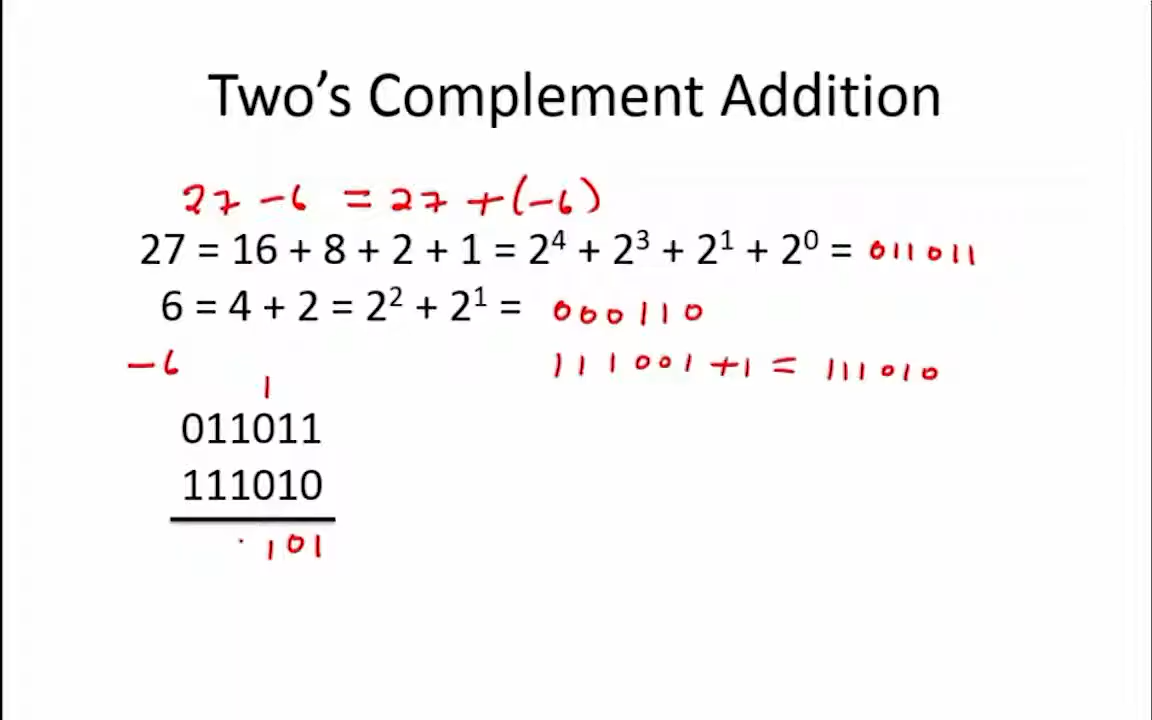 Two's Complement Addition
27 - 6 = 27 + (-6)
27 = 16 + 8 + 2 + 1 = 2⁴ + 2³ + 2¹ + 2⁰ = 011011
6 = 4 + 2 = 2² + 2¹ = 000110
-6 111001 + 1 = 111010
1
011011
111010
101